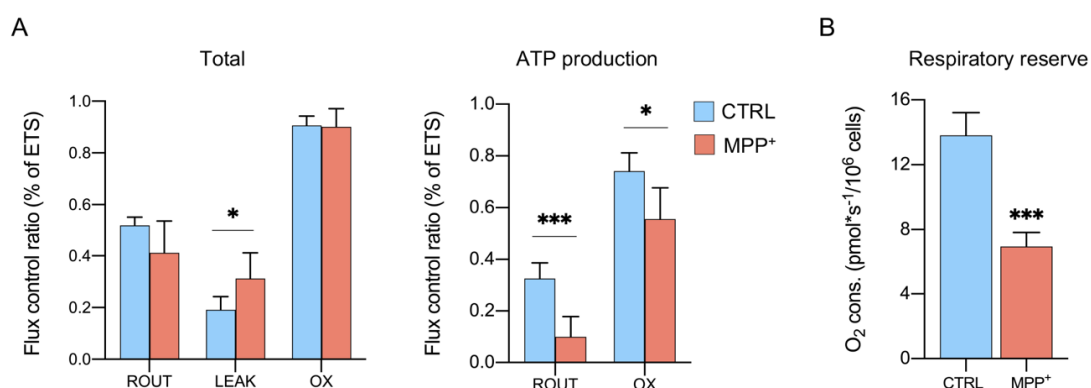 A
Total
Flux control ratio (% of ETS)
1.0
0.8
0.6
0.4
0.2
0.0
*
ROUT LEAK OX
ATP production
Flux control ratio (% of ETS)
1.0
0.8
0.6
0.4
0.2
0.0
***
*
ROUT OX
CTRL
MPP⁺
B
Respiratory reserve
O₂ cons. (pmol*s⁻¹/10⁶ cells)
16
12
8
4
0
***
CTRL MPP⁺